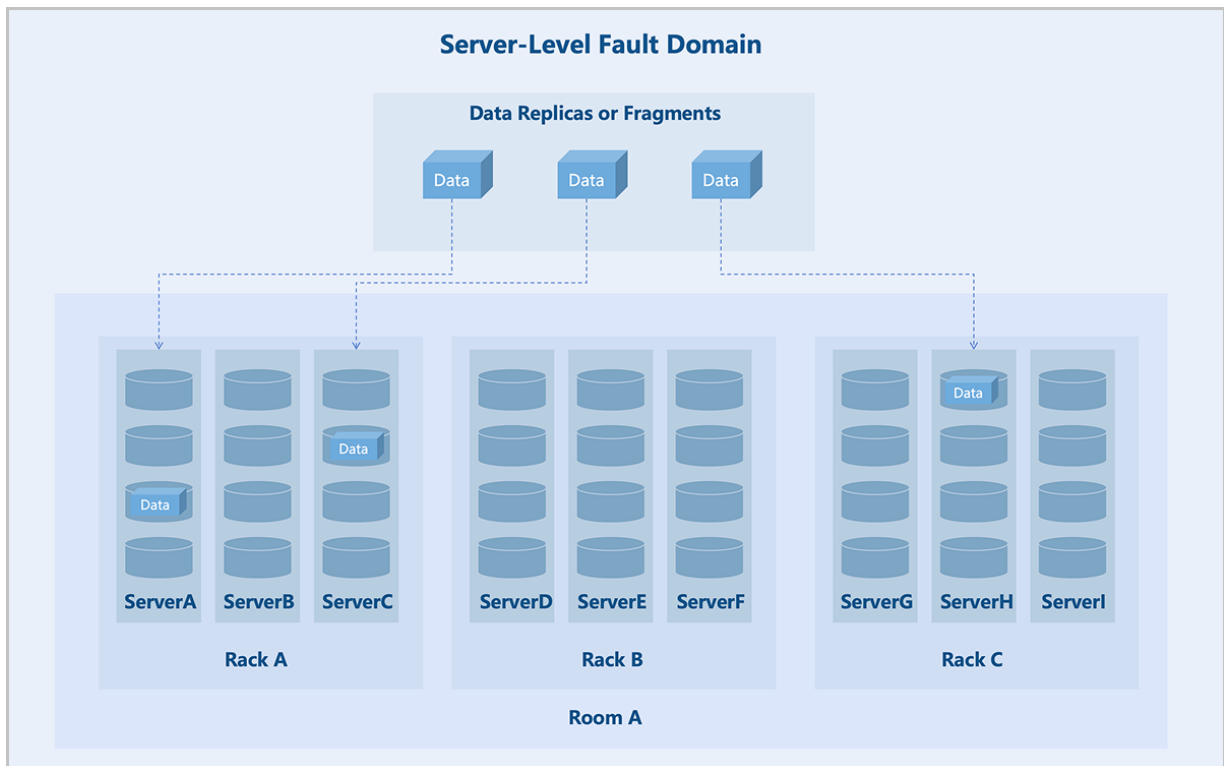 Server-Level Fault Domain
Data Replicas or Fragments
Data Data Data
Data
Data
Data
ServerA ServerB ServerC ServerD ServerE ServerF ServerG ServerH ServerI
Rack A Rack B Rack C
Room A